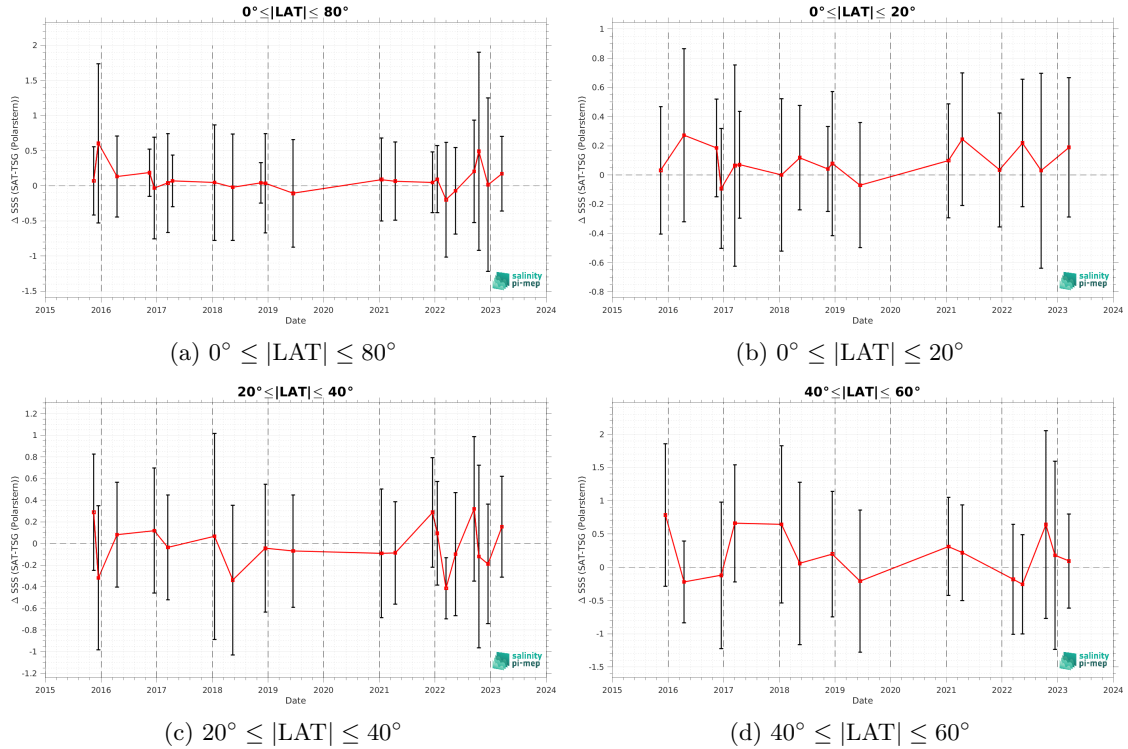 0°≤|LAT|≤ 80°
Δ SSS (SAT-TSG (Polarstern))
2
1.5
1
0.5
0
-0.5
-1
-1.5
2015 2016 2017 2018 2019 2020 2021 2022 2023 2024
Date
salinity
pi-mep
(a) 0° ≤ |LAT| ≤ 80°
0°≤|LAT|≤ 20°
Δ SSS (SAT-TSG (Polarstern))
1
0.8
0.6
0.4
0.2
0
-0.2
-0.4
-0.6
-0.8
2015 2016 2017 2018 2019 2020 2021 2022 2023 2024
Date
salinity
pi-mep
(b) 0° ≤ |LAT| ≤ 20°
20°≤|LAT|≤ 40°
Δ SSS (SAT-TSG (Polarstern))
1.2
1
0.8
0.6
0.4
0.2
0
-0.2
-0.4
-0.6
-0.8
-1
-1.2
2015 2016 2017 2018 2019 2020 2021 2022 2023 2024
Date
salinity
pi-mep
(c) 20° ≤ |LAT| ≤ 40°
40°≤|LAT|≤ 60°
Δ SSS (SAT-TSG (Polarstern))
2
1.5
1
0.5
0
-0.5
-1
-1.5
2015 2016 2017 2018 2019 2020 2021 2022 2023 2024
Date
salinity
pi-mep
(d) 40° ≤ |LAT| ≤ 60°